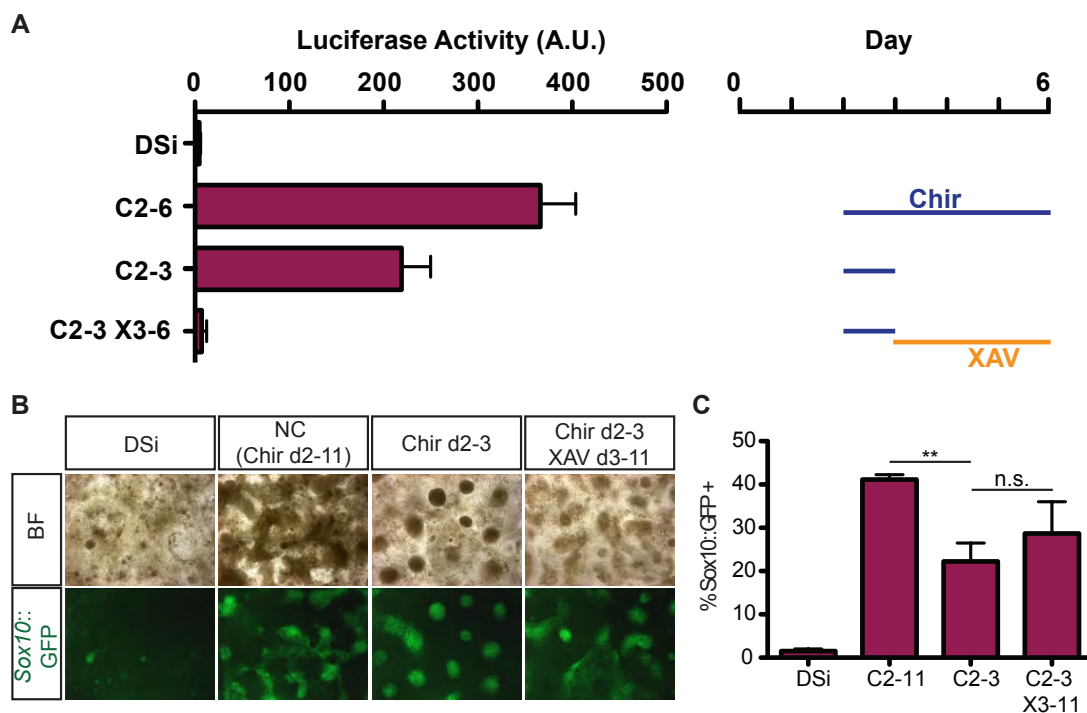 A
Luciferase Activity (A.U.)
0 100 200 300 400 500
DSi
C2-6
C2-3
C2-3 X3-6
Day
0 6
Chir
XAV
B
DSi
NC
(Chir d2-11)
Chir d2-3
Chir d2-3
XAV d3-11
BF
Sox10::
GFP
C
%Sox10::GFP+
50
40
30
20
10
0
**
n.s.
DSi C2-11 C2-3 C2-3
X3-11